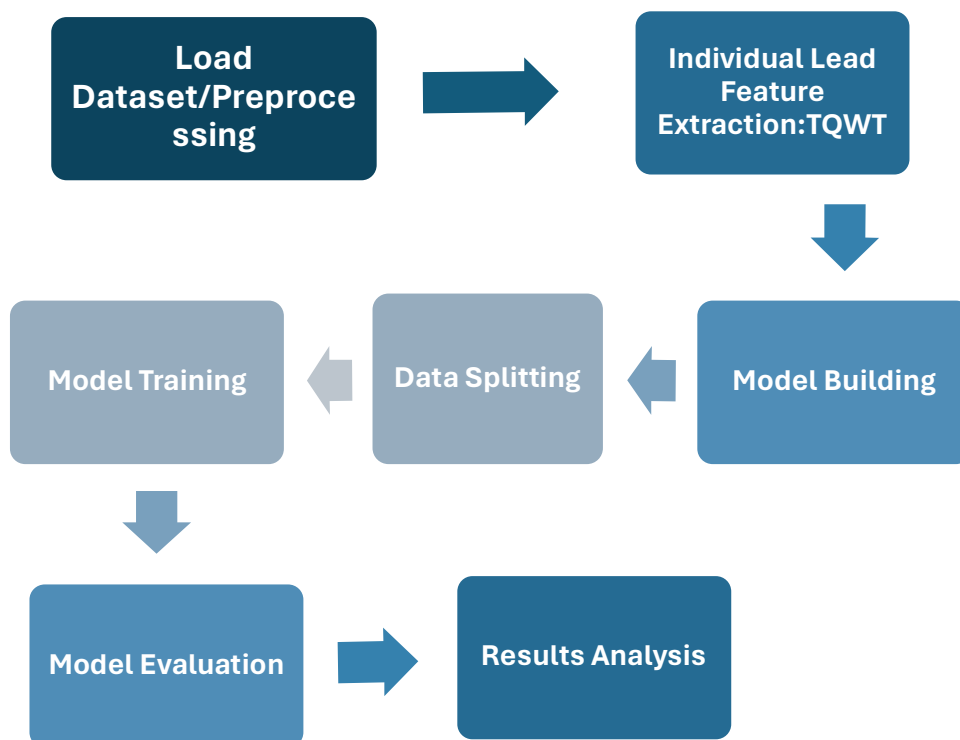 Load
Dataset/Preproce
ssing
Individual Lead
Feature
Extraction:TQWT
Model Building
Data Splitting
Model Training
Model Evaluation
Results Analysis